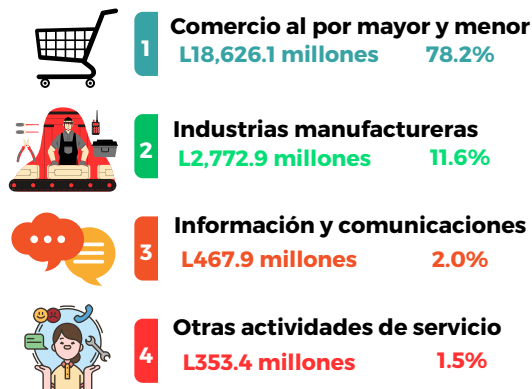 1
Comercio al por mayor y menor
L18,626.1 millones 78.2%
2
Industrias manufactureras
L2,772.9 millones 11.6%
3
Información y comunicaciones
L467.9 millones 2.0%
4
Otras actividades de servicio
L353.4 millones 1.5%